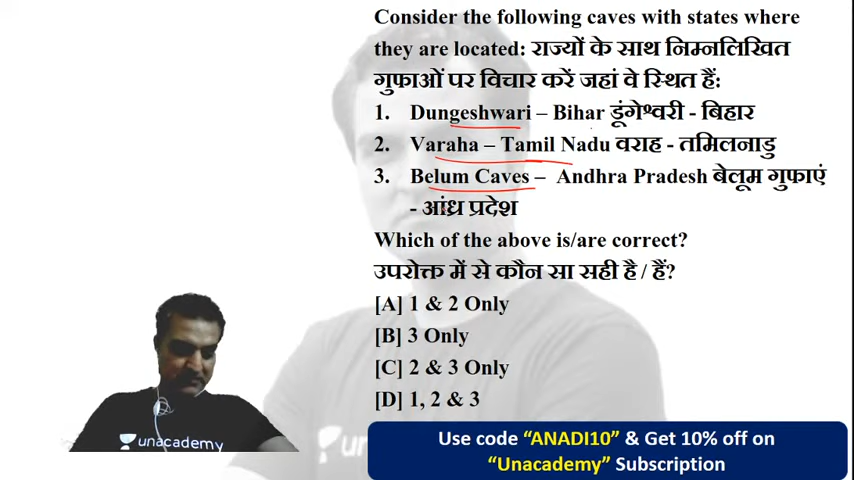 Consider the following caves with states where
they are located: राज्यों के साथ निम्नलिखित
गुफाओं पर विचार करें जहां वे स्थित हैं:
1. Dungeshwari – Bihar डूंगेश्वरी - बिहार
2. Varaha – Tamil Nadu वराह - तमिलनाडु
3. Belum Caves – Andhra Pradesh बेलूम गुफाएं
- आंध्र प्रदेश
Which of the above is/are correct?
उपरोक्त में से कौन सा सही है / हैं?
[A] 1 & 2 Only
[B] 3 Only
[C] 2 & 3 Only
[D] 1, 2 & 3
unacademy
Use code “ANADI10” & Get 10% off on
“Unacademy” Subscription